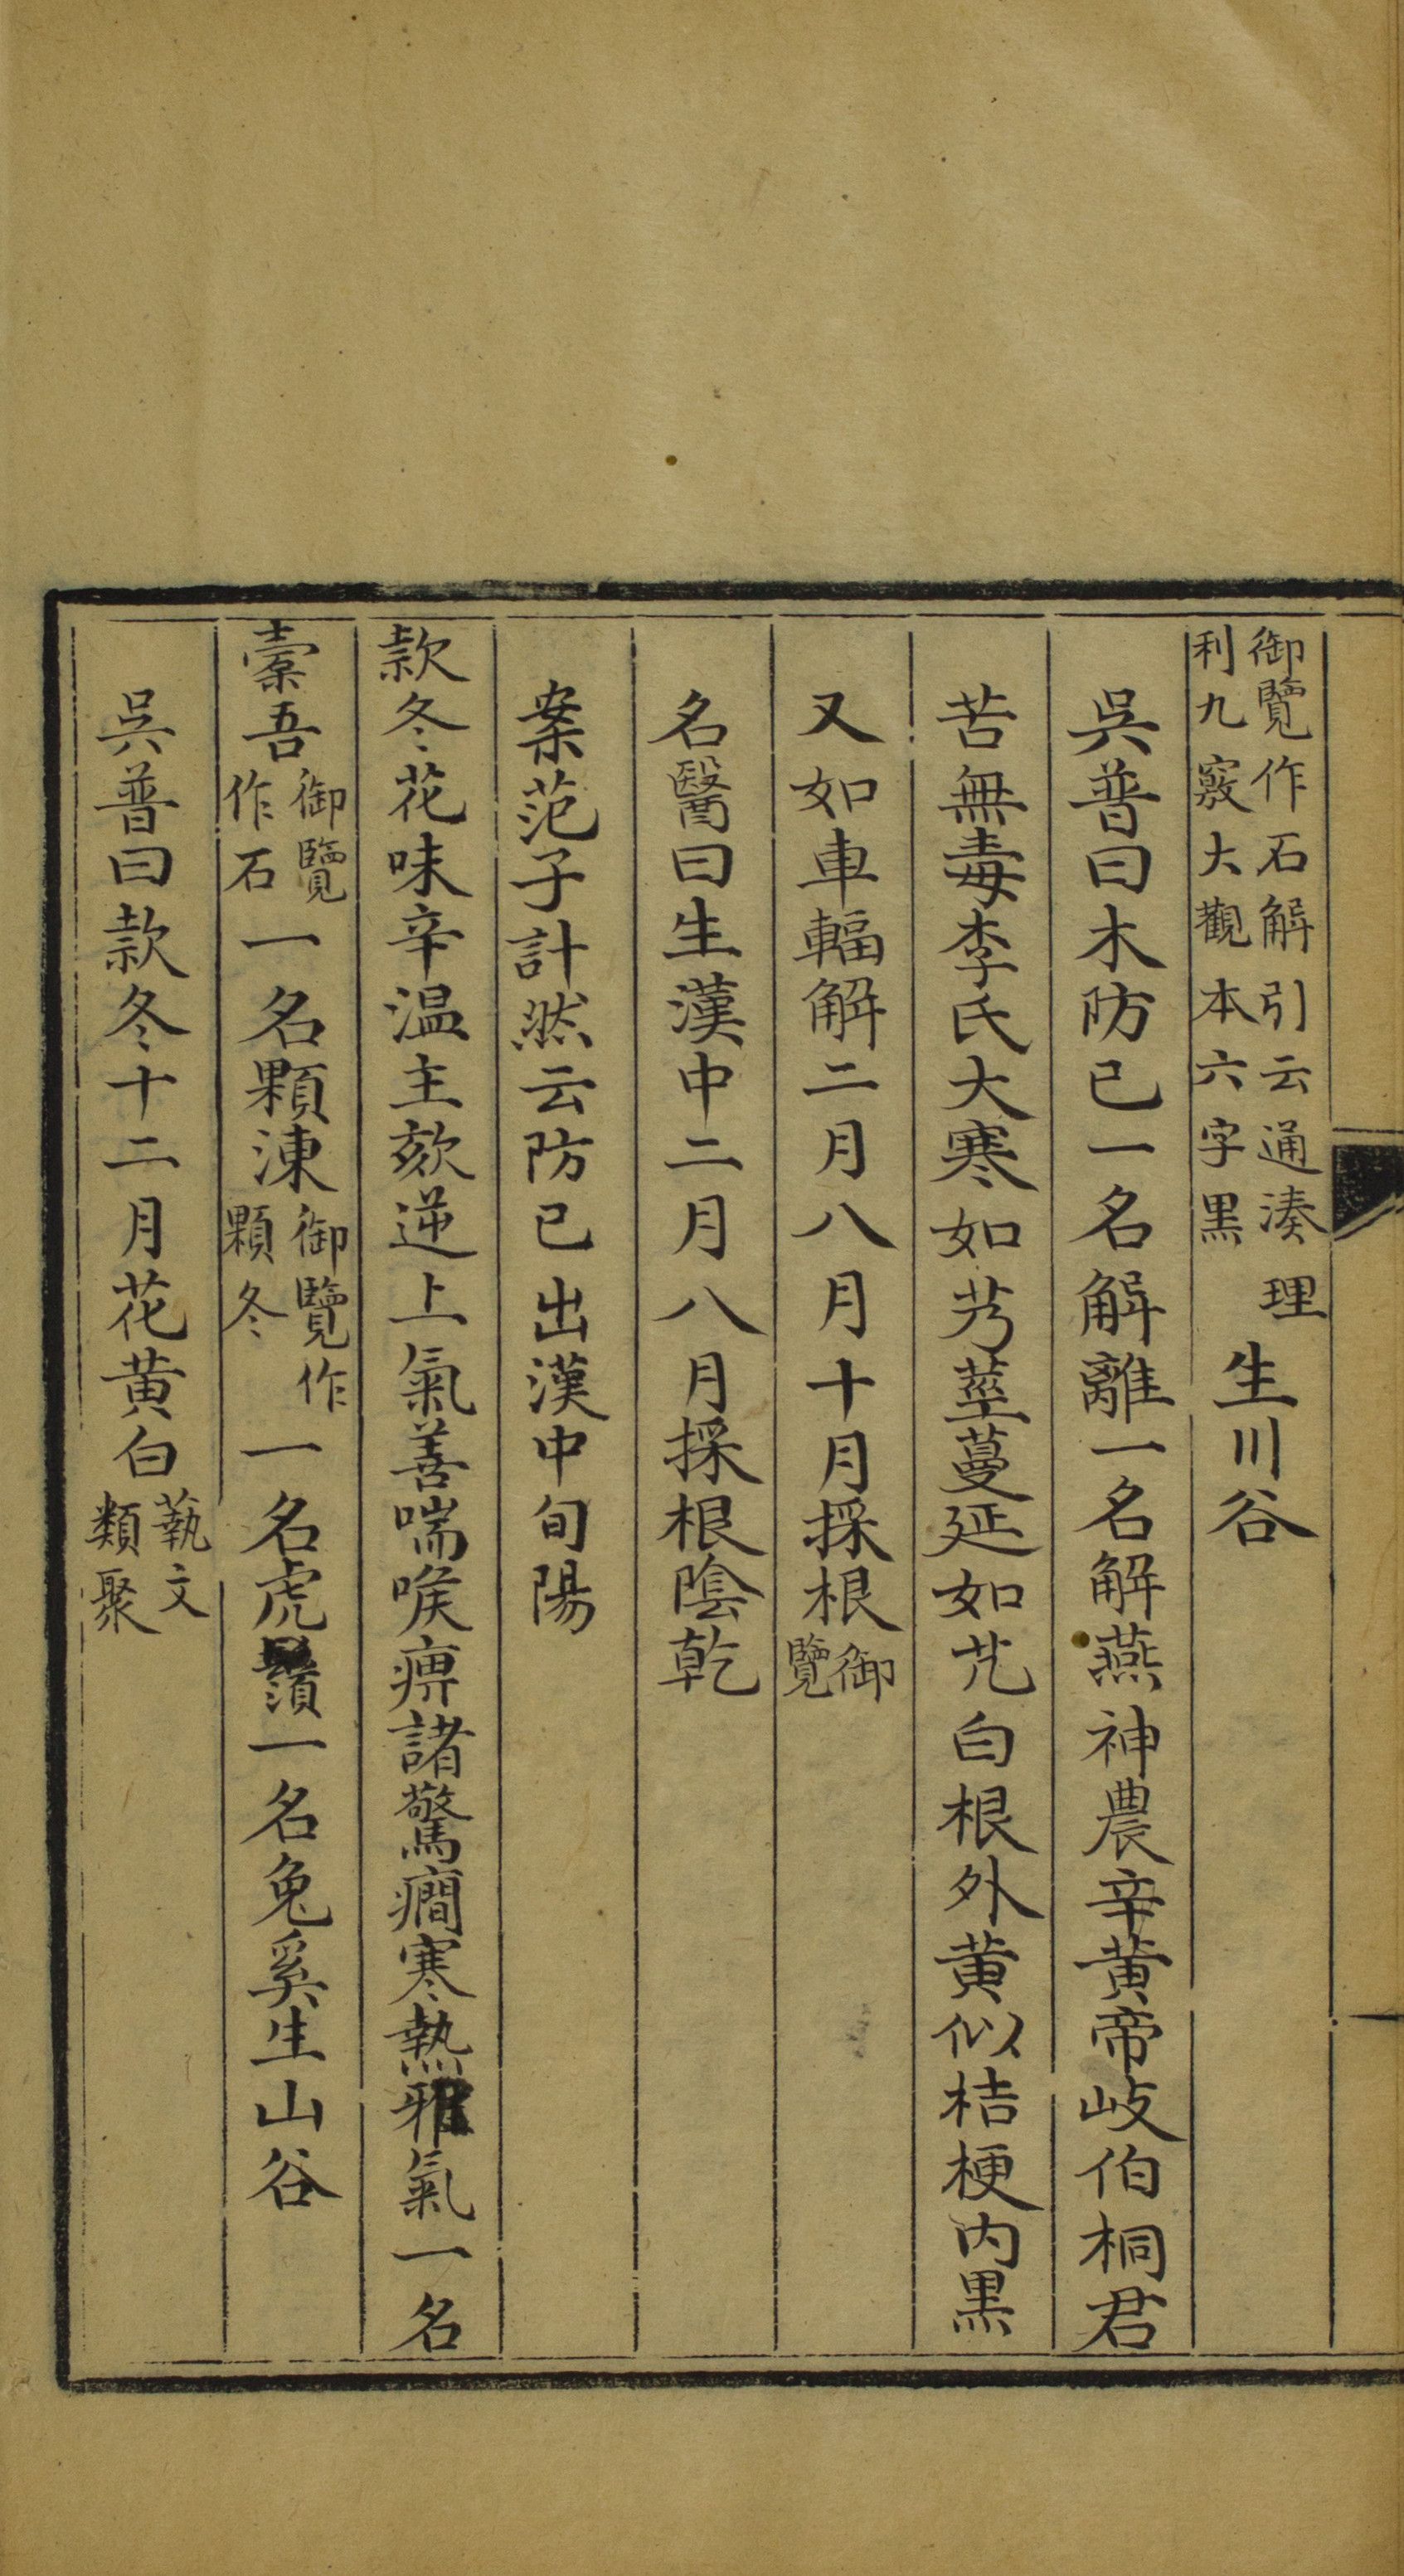 御覽作石解引云通湊理利九竅大觀本六字黑生川谷
吳普曰木防已一名解離一名解燕神農辛黄帝岐伯桐君
苦無毒李氏大寒如艿莖蔓延如艽白根外黄似桔梗内黑
又如車輻解二月八月十月採根御覽
名醫曰生漢中二月八月採根陰乾
案范子計然云防已出漢中旬陽
款冬花味辛温主欬逆上氣善喘喉痹諸驚癎寒熱邪氣一名
槖吾御覽作石一名顆涷御覽作顆冬一名虎鬚一名兔奚生山谷
吳普曰款冬十二月花黄白蓺文類聚